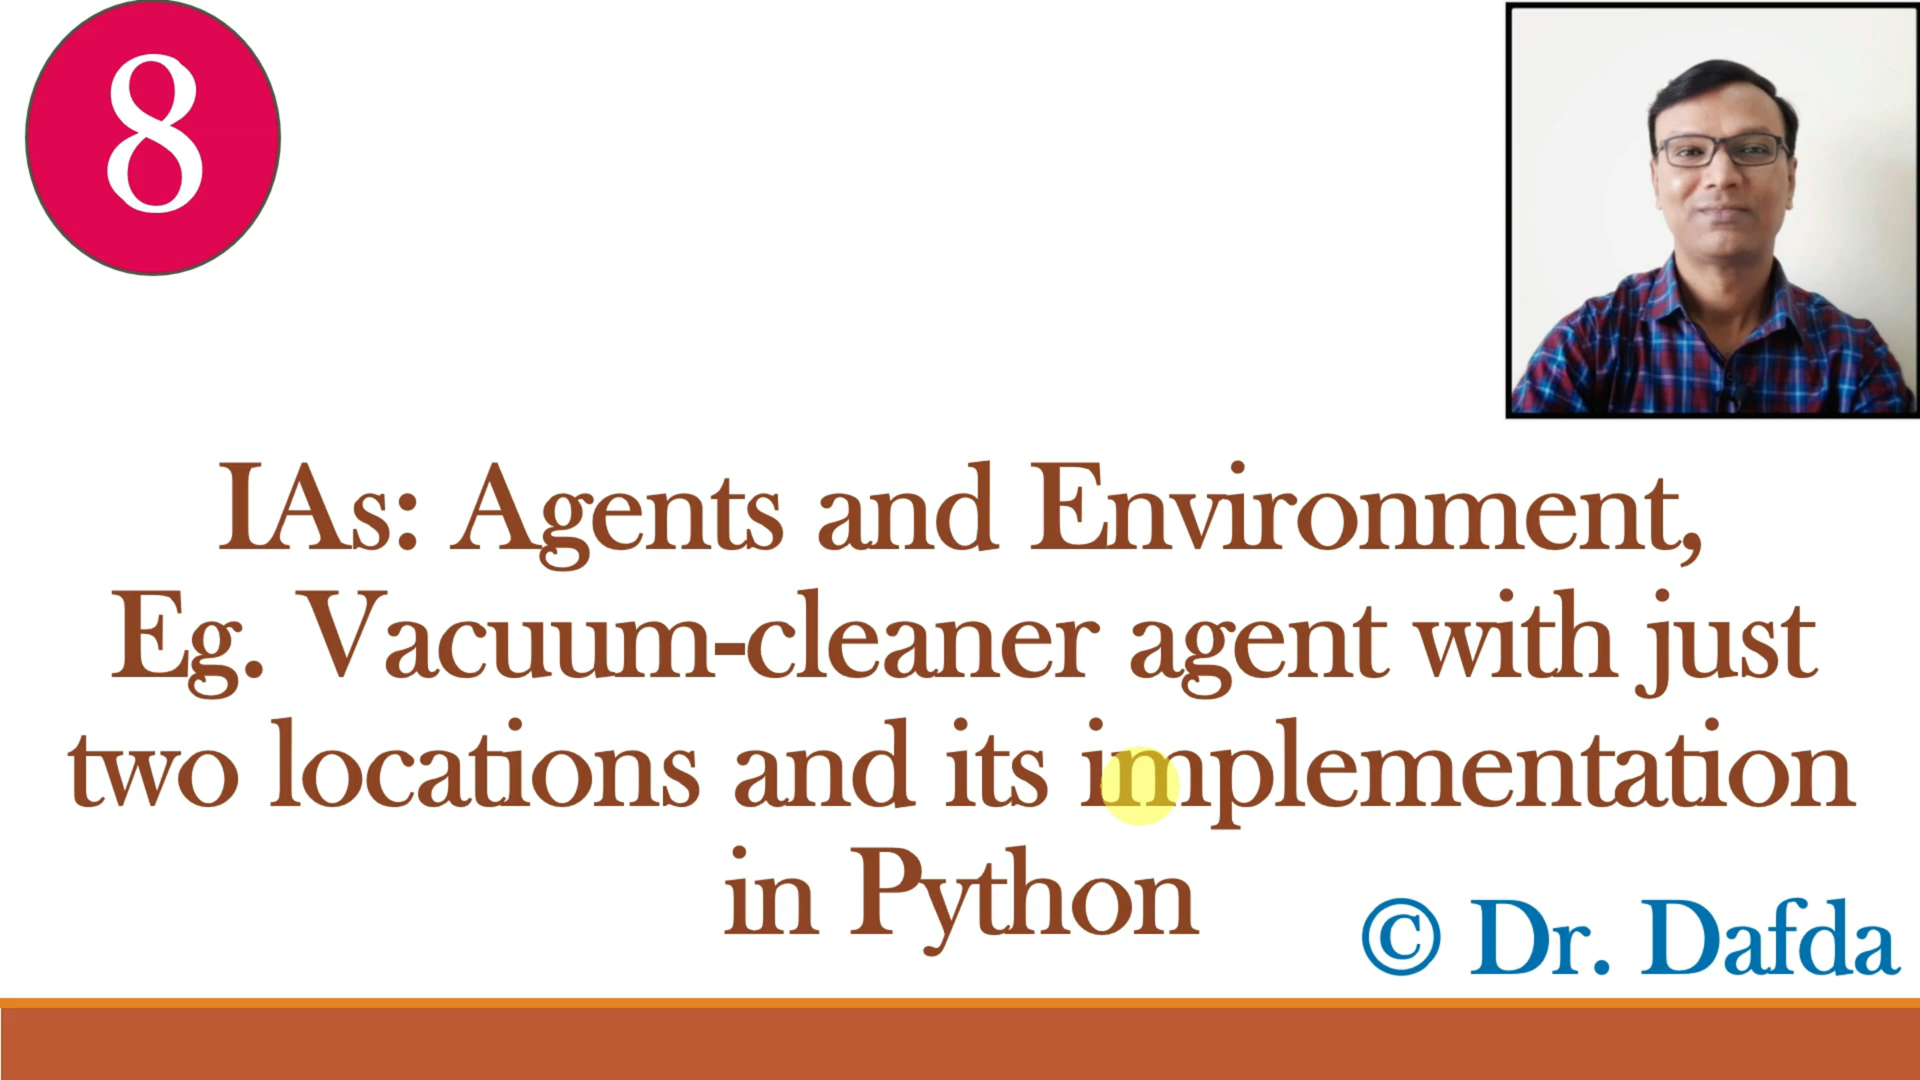 8
IAs: Agents and Environment,
Eg. Vacuum-cleaner agent with just
two locations and its implementation
in Python
© Dr. Dafda